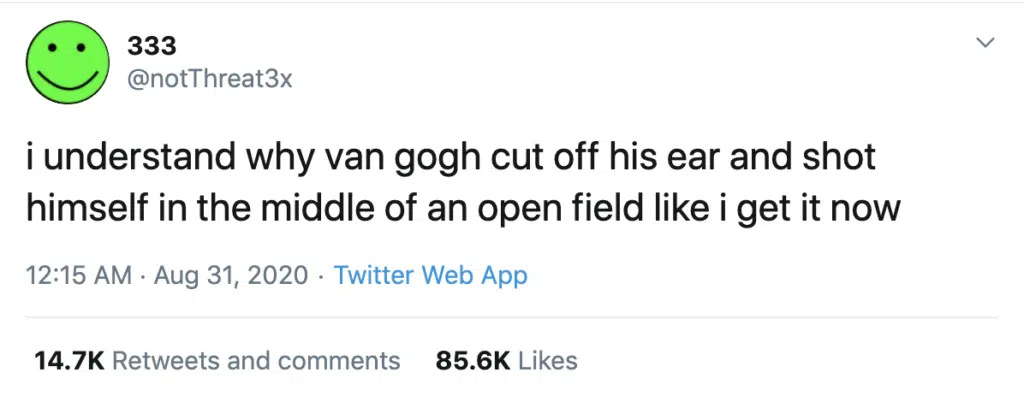 333
@notThreat3x
i understand why van gogh cut off his ear and shot
himself in the middle of an open field like i get it now
12:15 AM · Aug 31, 2020 · Twitter Web App
14.7K Retweets and comments 85.6K Likes